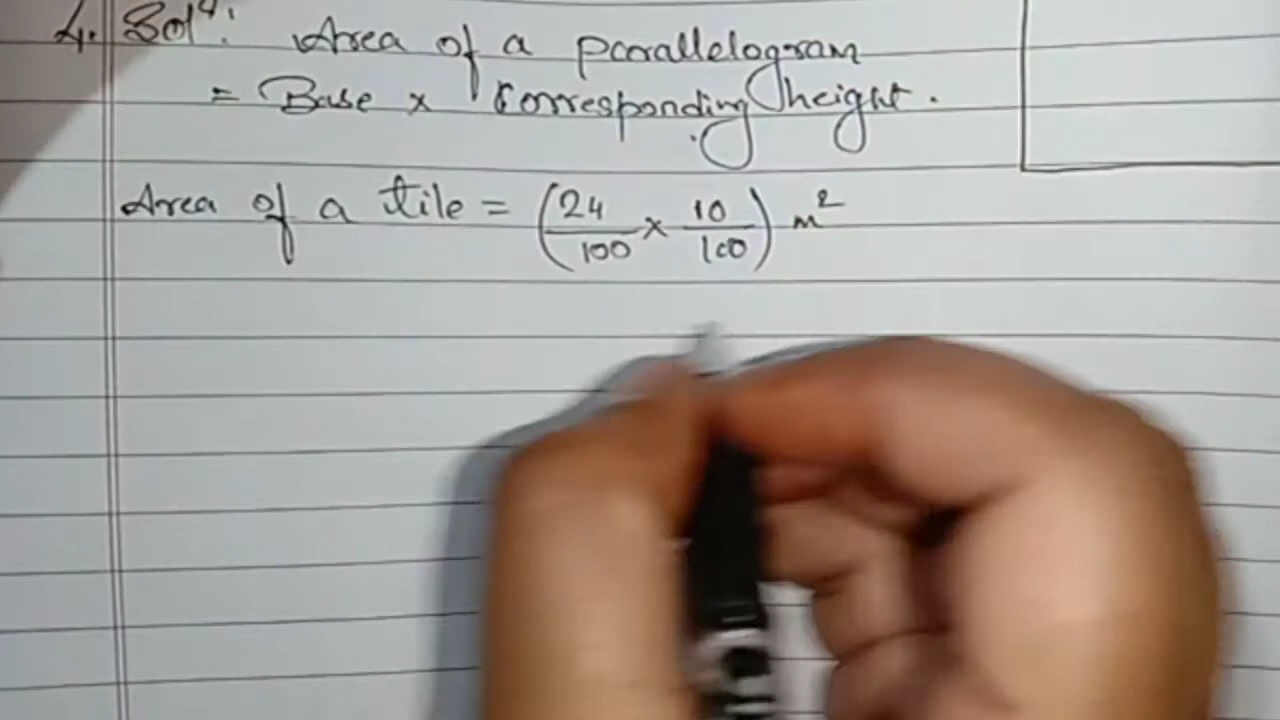 4. Solⁿ: Area of a parallelogram
= Base × corresponding height.
Area of a tile = (24/100 × 10/100) m²